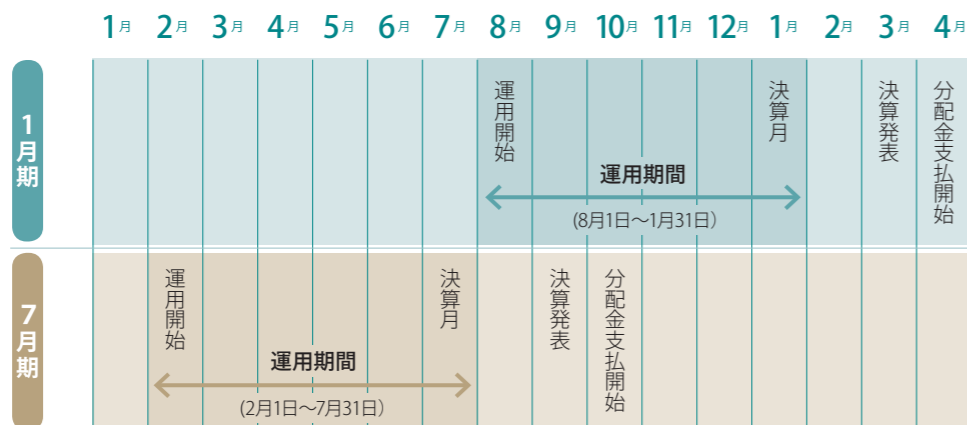 1月 2月 3月 4月 5月 6月 7月 8月 9月 10月 11月 12月 1月 2月 3月 4月
1月期
運用開始
決算月
決算発表
分配金支払開始
運用期間
(8月1日～1月31日)
7月期
運用開始
決算月
決算発表
分配金支払開始
運用期間
(2月1日～7月31日)